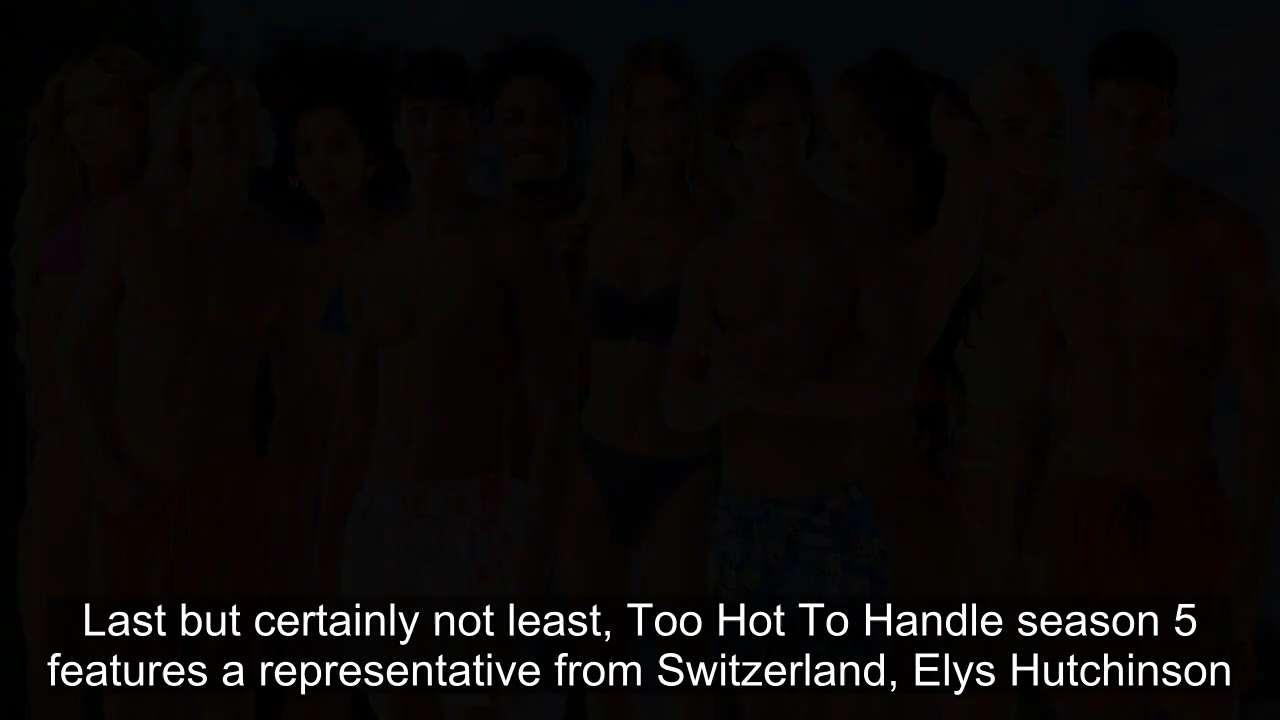 Last but certainly not least, Too Hot To Handle season 5
features a representative from Switzerland, Elys Hutchinson